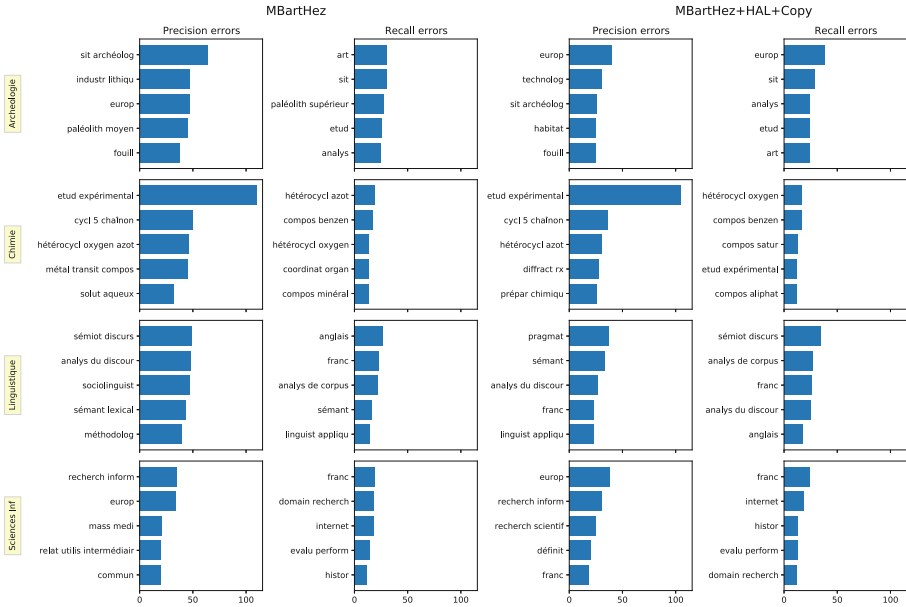 MBartHez
MBartHez+HAL+Copy
Precision errors
Recall errors
Precision errors
Recall errors
Archeologie
sit archéolog
industr lithiqu
europ
paléolith moyen
fouill
art
sit
paléolith supérieur
etud
analys
europ
technolog
sit archéolog
habitat
fouill
europ
sit
analys
etud
art
Chimie
etud expérimental
cycl 5 chaînon
hétérocycl oxygen azot
métal transit compos
solut aqueux
hétérocycl azot
compos benzen
hétérocycl oxygen
coordinat organ
compos minéral
etud expérimental
cycl 5 chaînon
hétérocycl azot
diffract rx
prépar chimiqu
hétérocycl oxygen
compos benzen
compos satur
etud expérimental
compos aliphat
Linguistique
sémiot discurs
analys du discour
sociolinguist
sémant lexical
méthodolog
anglais
franc
analys de corpus
sémant
linguist appliqu
pragmat
sémant
analys du discour
franc
linguist appliqu
sémiot discurs
analys de corpus
franc
analys du discour
anglais
Sciences Inf
recherch inform
europ
mass medi
relat utilis intermédiair
commun
franc
domain recherch
internet
evalu perform
histor
europ
recherch inform
recherch scientif
définit
franc
franc
internet
histor
evalu perform
domain recherch
0 50 100
0 50 100
0 50 100
0 50 100